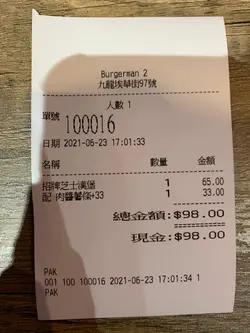 Burgerman 2
九龍埃華街97號
人數 1
單號 100016
日期 2021-06-23 17:01:33
名稱 數量 金額
招牌芝士漢堡 1 65.00
配 肉醬薯條+33 1 33.00
總金額:$98.00
現金:$98.00
PAK
001 100 100016 2021-06-23 17:01:34 1
PAK